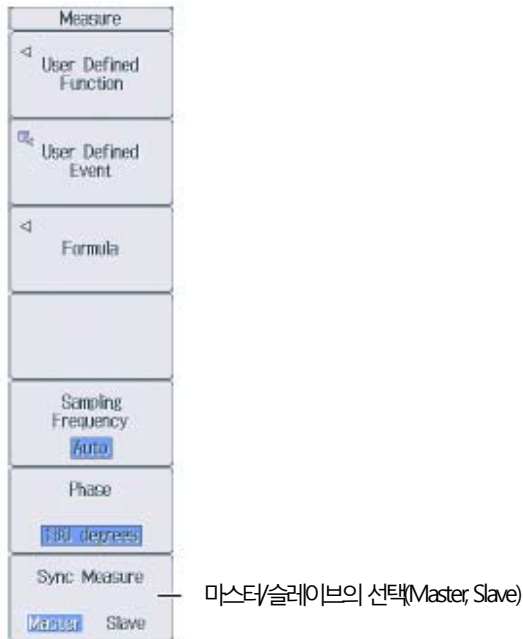 Measure
User Defined
Function
User Defined
Event
Formula
Sampling
Frequency
Auto
Phase
180 degrees
Sync Measure
Master Slave
마스터/슬레이브의 선택(Master, Slave)